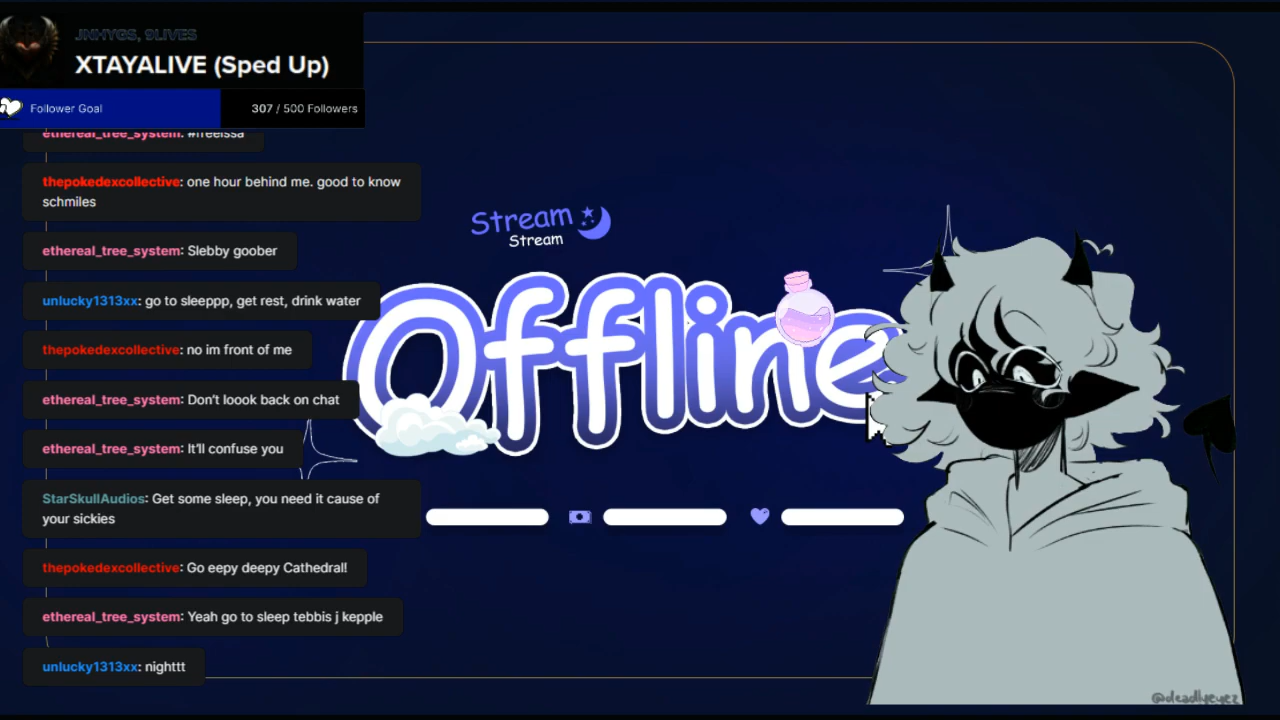 JNHYGS, 9LIVES
XTAYALIVE (Sped Up)
Follower Goal
307 / 500 Followers
ethereal_tree_system: #freeissa
thepokedexcollective: one hour behind me. good to know
schmiles
ethereal_tree_system: Slebby goober
unlucky1313xx: go to sleeppp, get rest, drink water
thepokedexcollective: no im front of me
ethereal_tree_system: Don't loook back on chat
ethereal_tree_system: It'll confuse you
StarSkullAudios: Get some sleep, you need it cause of
your sickies
thepokedexcollective: Go eepy deepy Cathedral!
ethereal_tree_system: Yeah go to sleep tebbis j kepple
unlucky1313xx: nighttt
Stream
Stream
Offline
@deadlyeyez